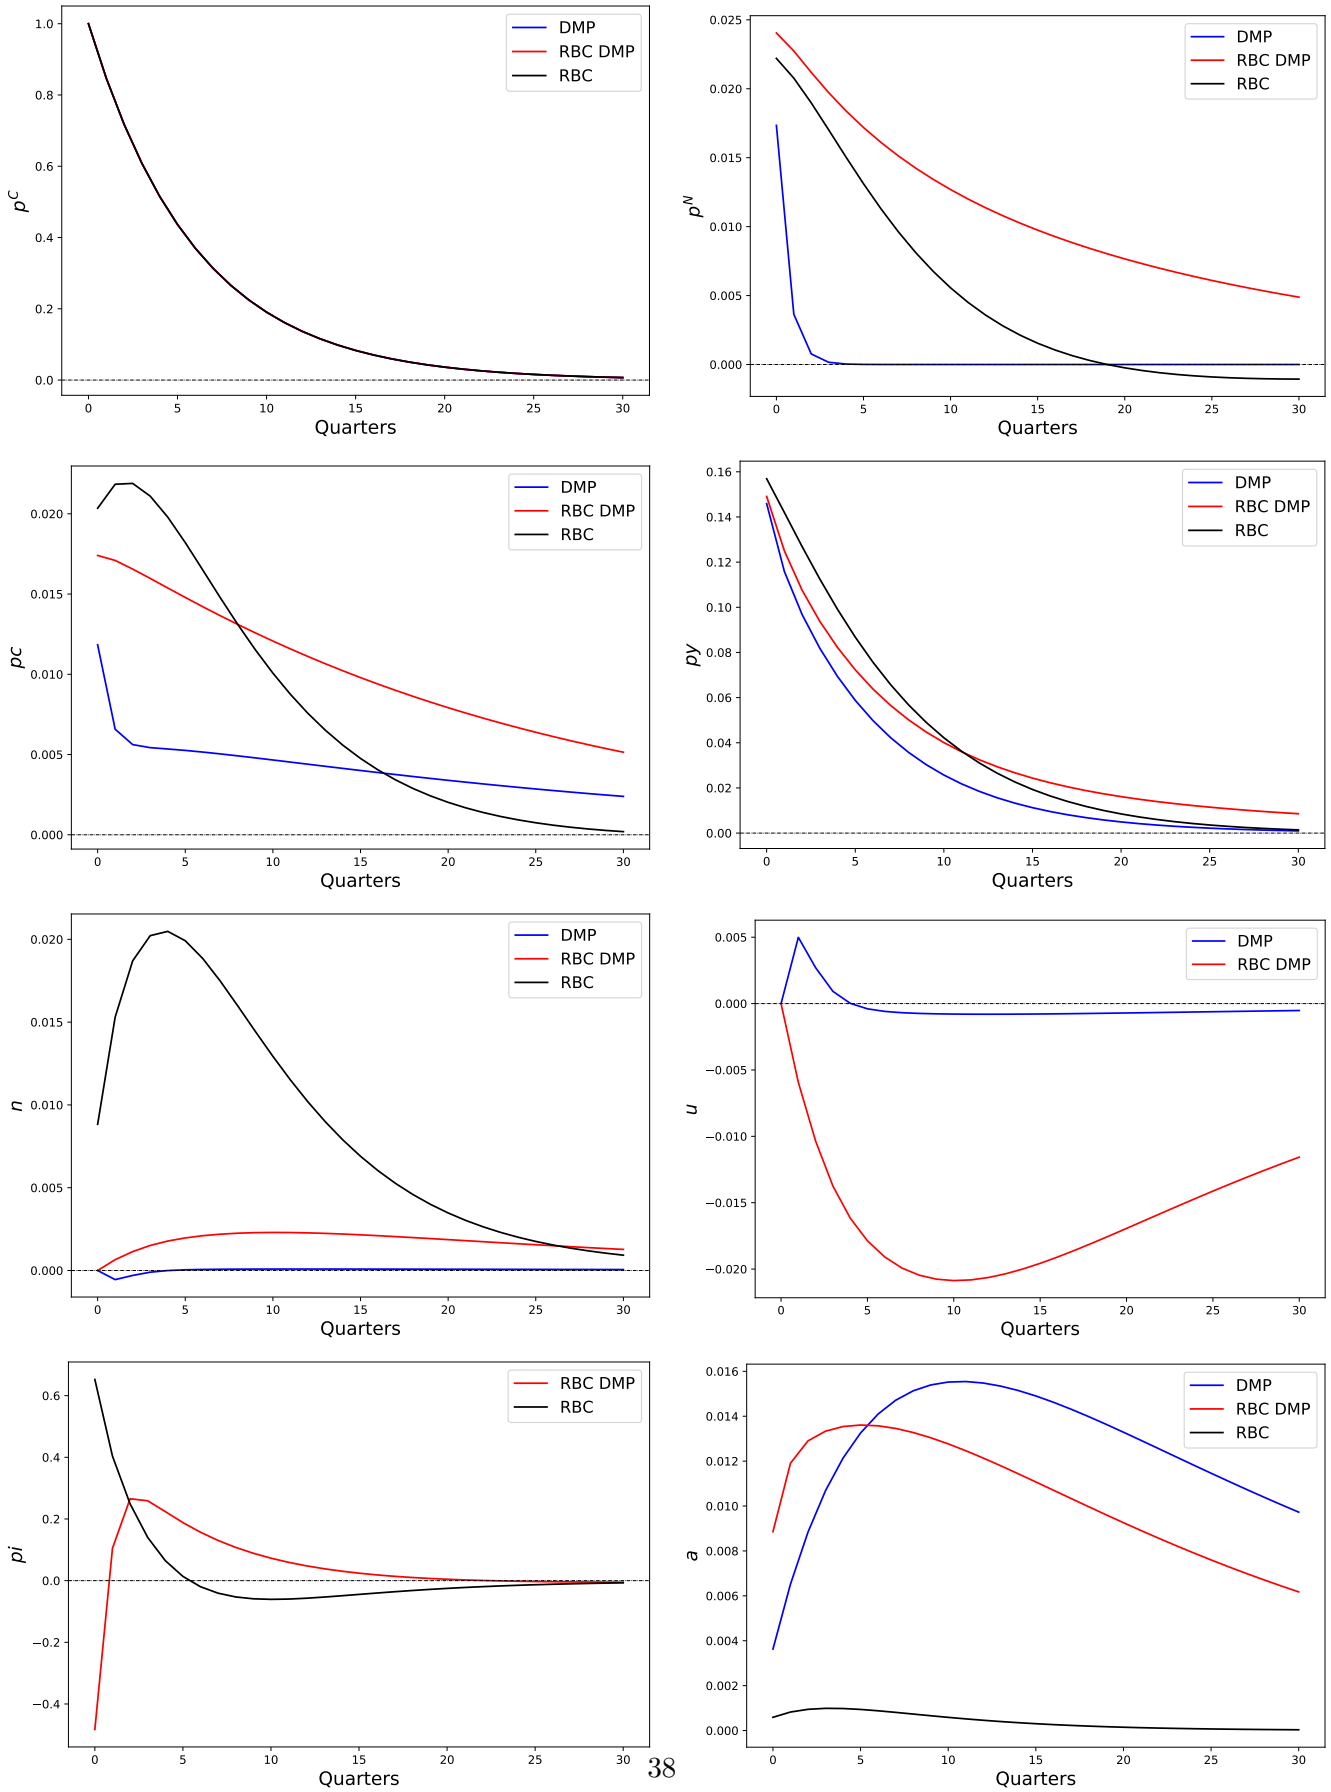 DMP
RBC DMP
RBC
1.0
0.8
0.6
0.4
0.2
0.0
p^C
0 5 10 15 20 25 30
Quarters
DMP
RBC DMP
RBC
0.025
0.020
0.015
0.010
0.005
0.000
p^N
0 5 10 15 20 25 30
Quarters
DMP
RBC DMP
RBC
0.020
0.015
0.010
0.005
0.000
pc
0 5 10 15 20 25 30
Quarters
DMP
RBC DMP
RBC
0.16
0.14
0.12
0.10
0.08
0.06
0.04
0.02
0.00
py
0 5 10 15 20 25 30
Quarters
DMP
RBC DMP
RBC
0.020
0.015
0.010
0.005
0.000
n
0 5 10 15 20 25 30
Quarters
DMP
RBC DMP
0.005
0.000
−0.005
−0.010
−0.015
−0.020
u
0 5 10 15 20 25 30
Quarters
RBC DMP
RBC
0.6
0.4
0.2
0.0
−0.2
−0.4
pi
0 5 10 15 20 25 30
Quarters
DMP
RBC DMP
RBC
0.016
0.014
0.012
0.010
0.008
0.006
0.004
0.002
0.000
a
0 5 10 15 20 25 30
Quarters
38